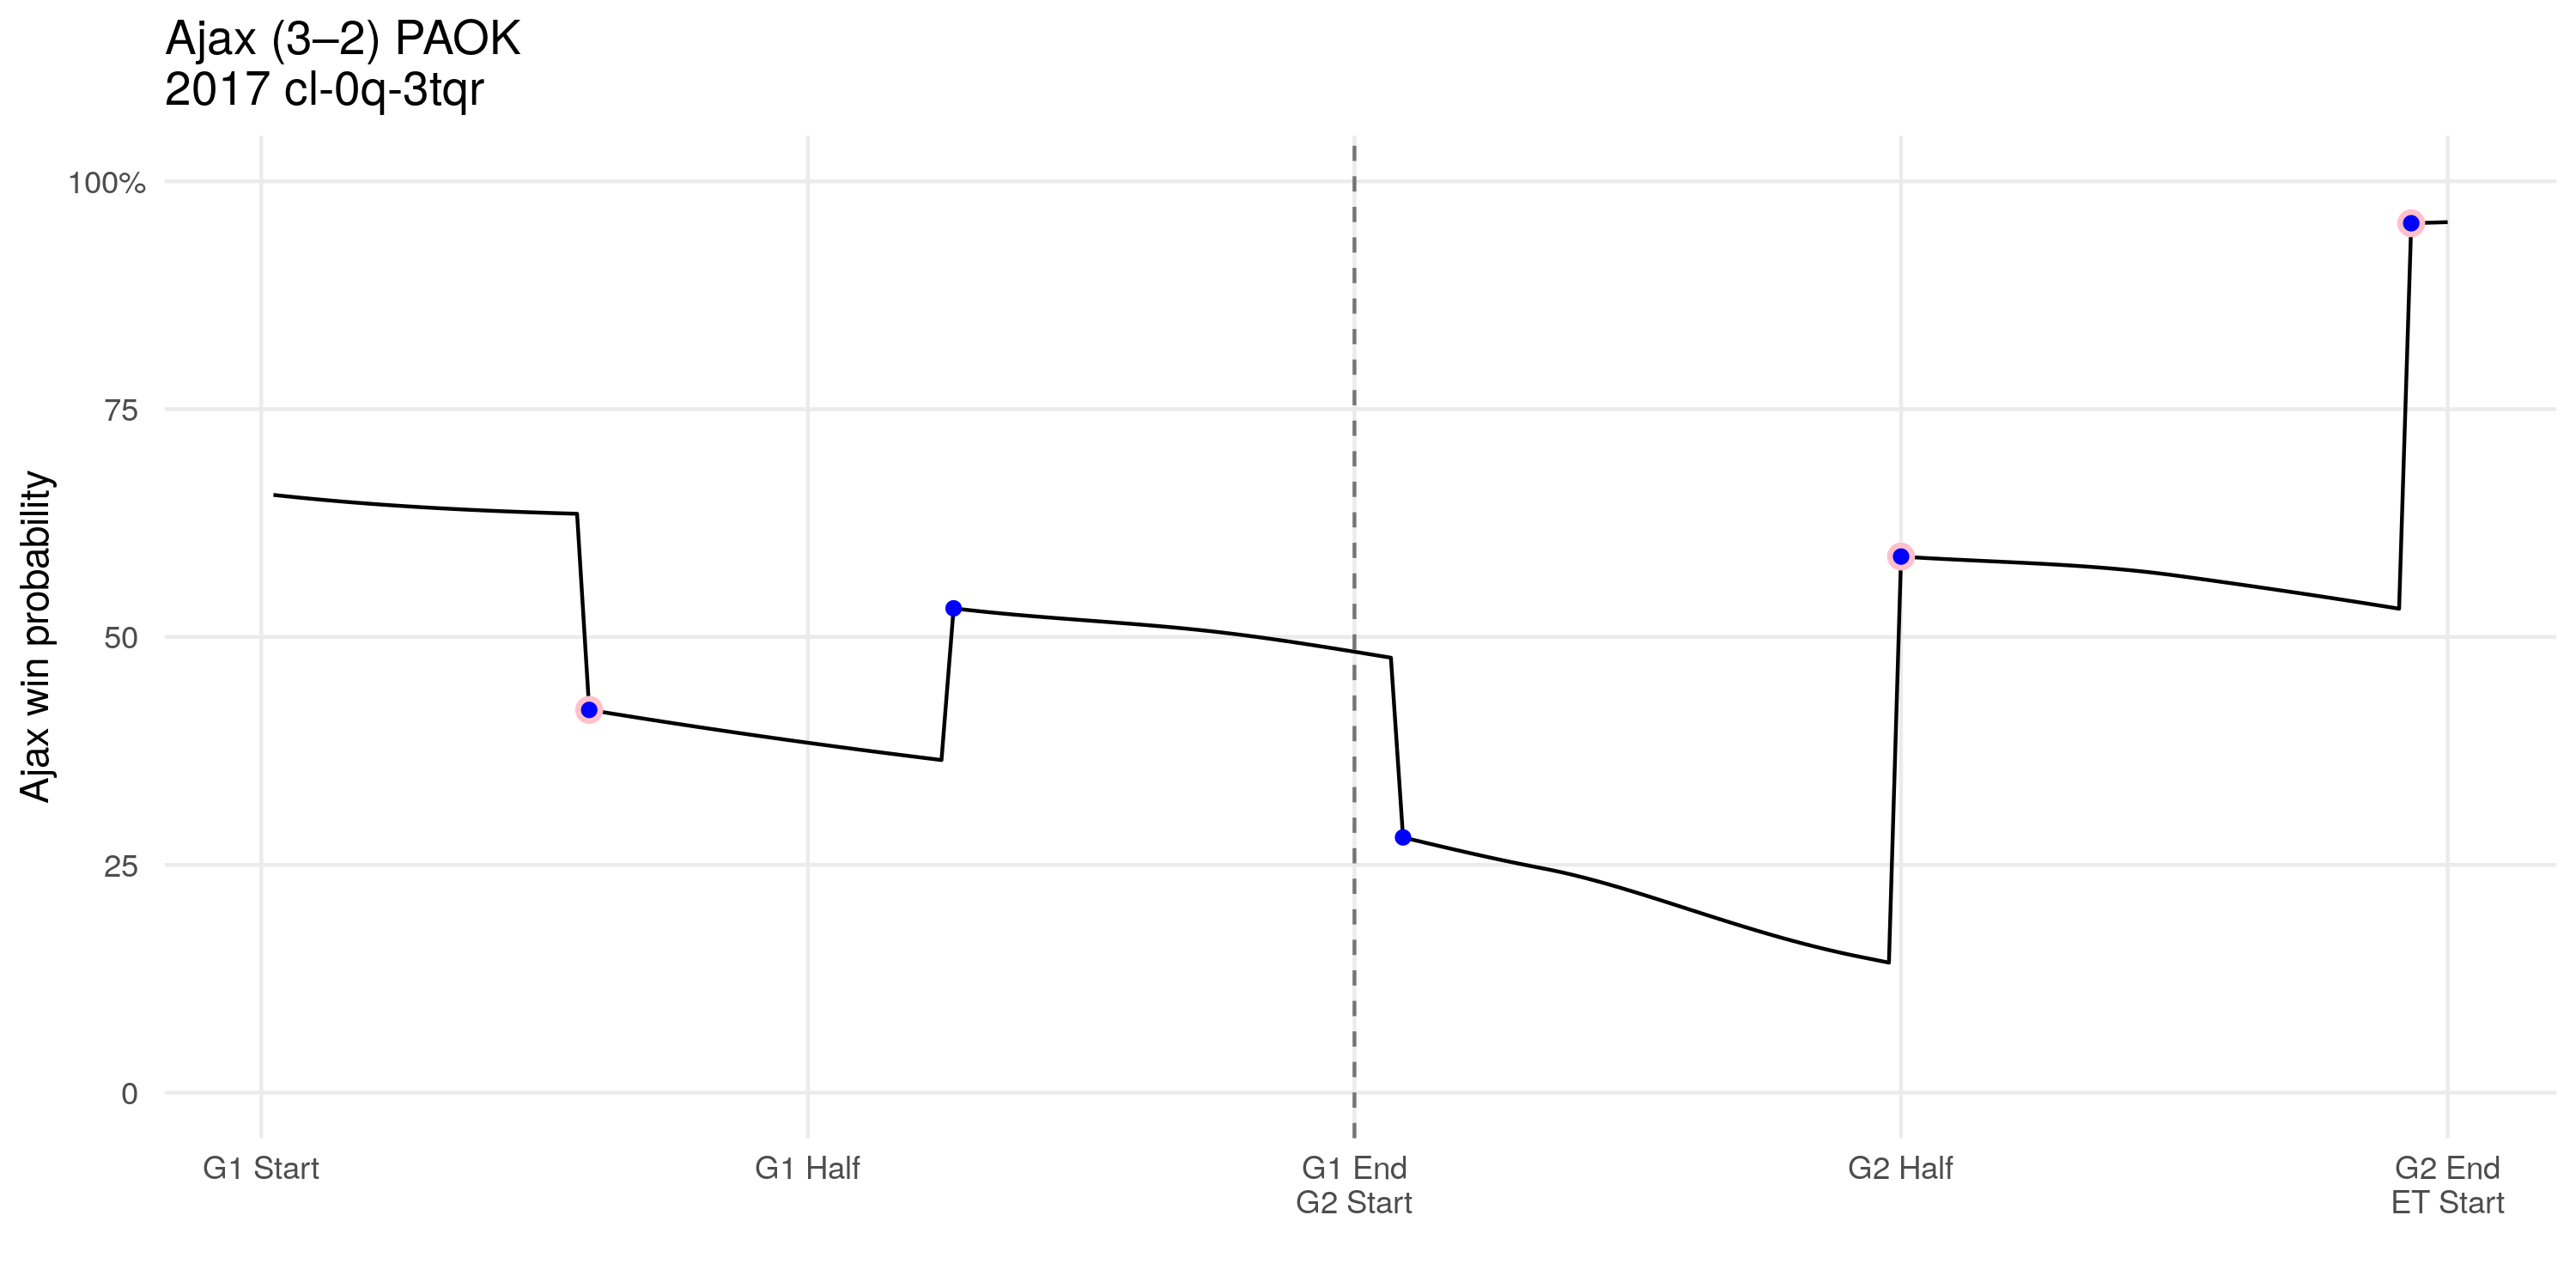 Ajax (3–2) PAOK
2017 cl-0q-3tqr
Ajax win probability
100%
75
50
25
0
G1 Start
G1 Half
G1 End
G2 Start
G2 Half
G2 End
ET Start